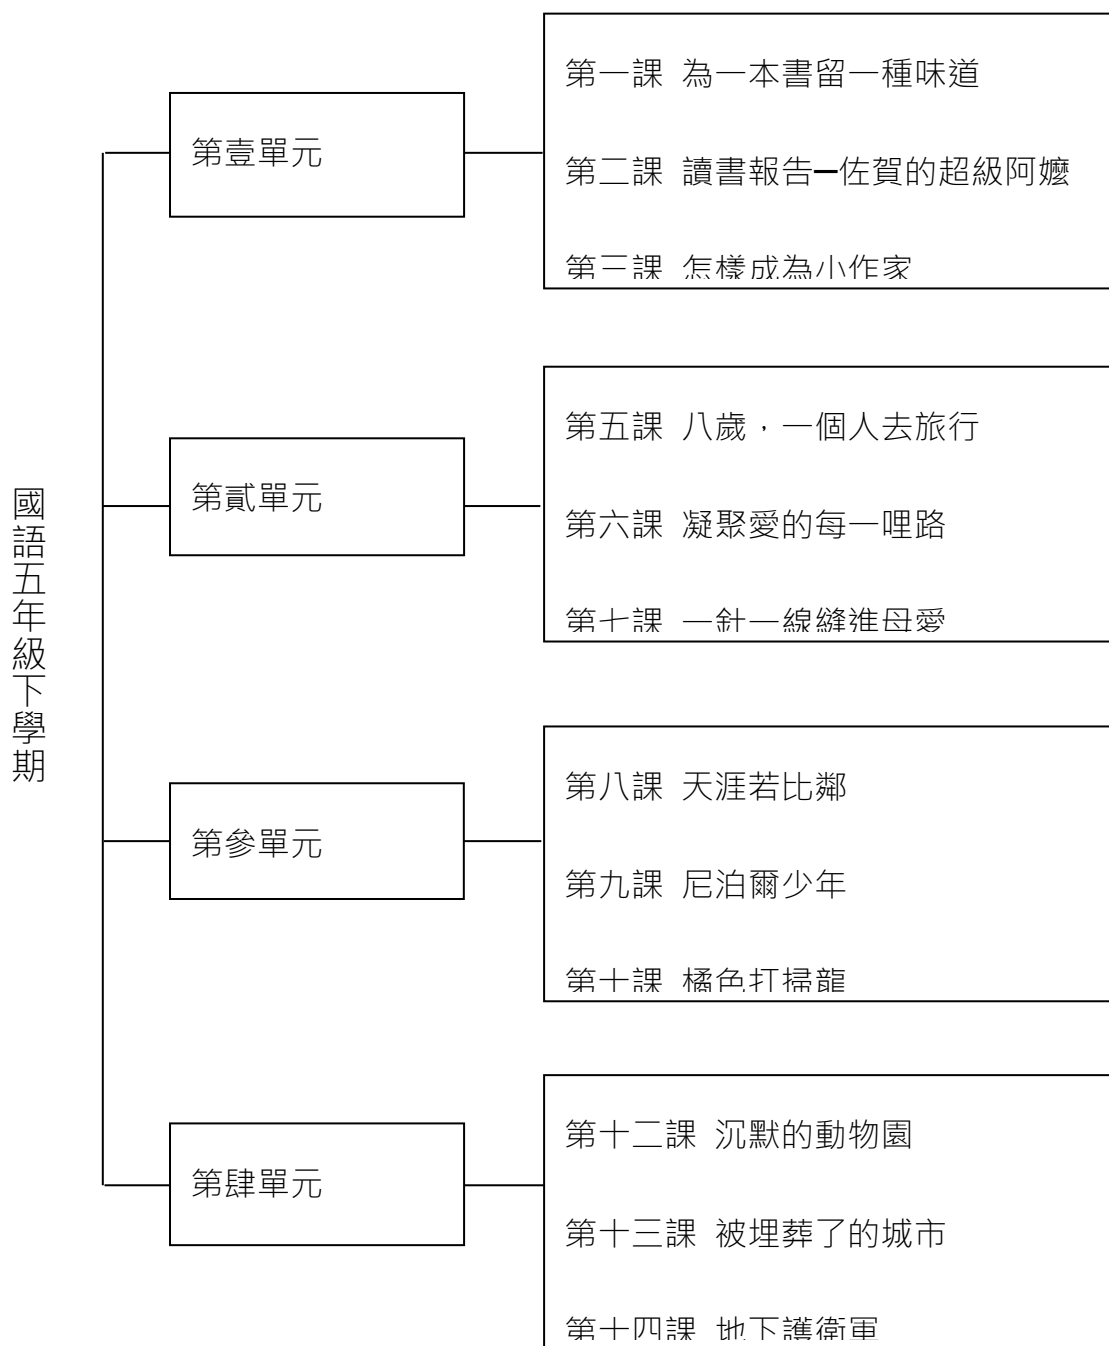 國語五年級下學期
第壹單元
第一課 為一本書留一種味道
第二課 讀書報告─佐賀的超級阿嬤
第三課 怎樣成為小作家
第貳單元
第五課 八歲，一個人去旅行
第六課 凝聚愛的每一哩路
第七課 一針一線縫進母愛
第參單元
第八課 天涯若比鄰
第九課 尼泊爾少年
第十課 橘色打掃龍
第肆單元
第十二課 沉默的動物園
第十三課 被埋葬了的城市
第十四課 地下護衛軍